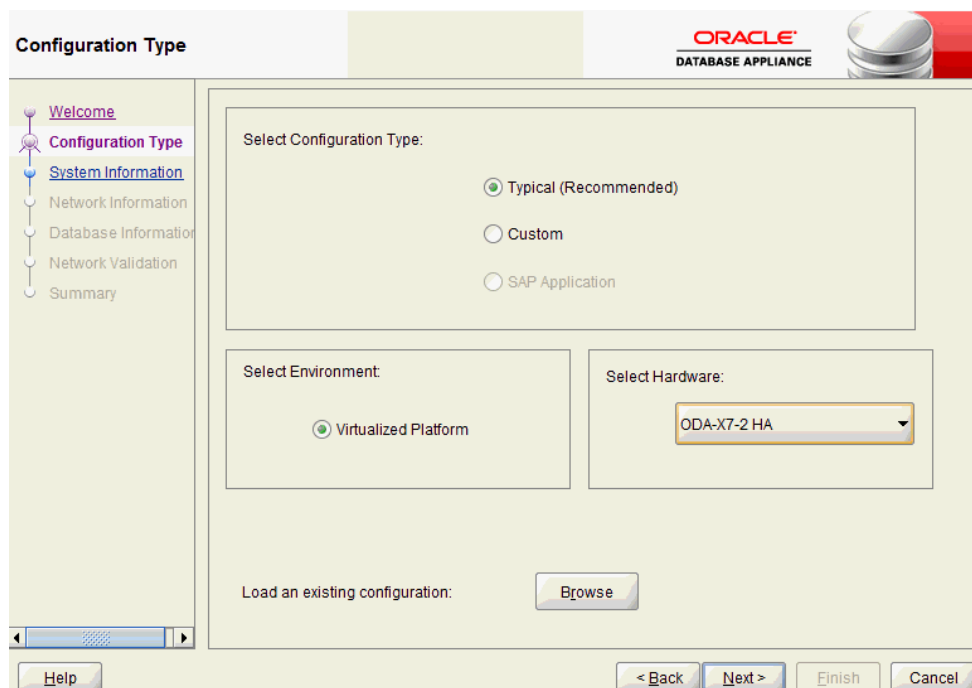 Configuration Type
ORACLE
DATABASE APPLIANCE
Welcome
Configuration Type
System Information
Network Information
Database Information
Network Validation
Summary
Select Configuration Type:
Typical (Recommended)
Custom
SAP Application
Select Environment:
Virtualized Platform
Select Hardware:
ODA-X7-2 HA
Load an existing configuration:
Browse
Help
< Back
Next >
Finish
Cancel